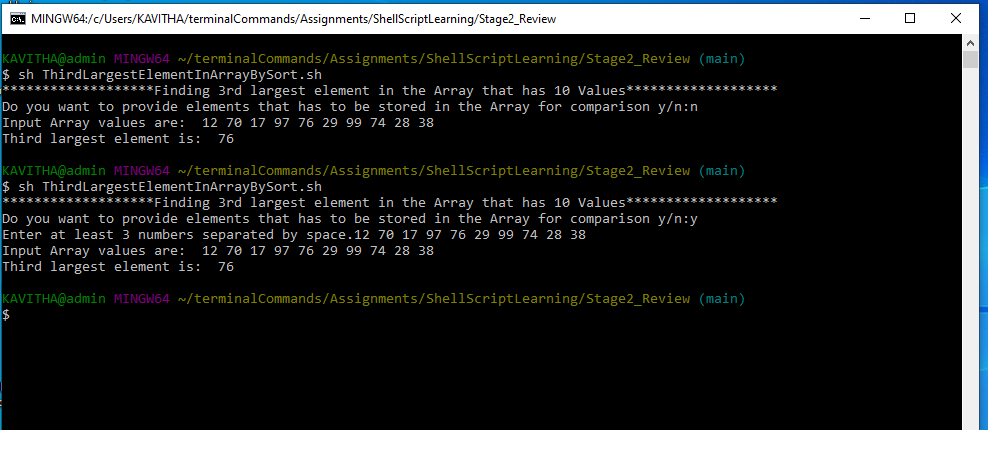 MINGW64:/c/Users/KAVITHA/terminalCommands/Assignments/ShellScriptLearning/Stage2_Review
KAVITHA@admin MINGW64 ~/terminalCommands/Assignments/ShellScriptLearning/Stage2_Review (main)
$ sh ThirdLargestElementInArrayBySort.sh
*******************Finding 3rd largest element in the Array that has 10 Values*******************
Do you want to provide elements that has to be stored in the Array for comparison y/n:n
Input Array values are:  12 70 17 97 76 29 99 74 28 38
Third largest element is:  76
KAVITHA@admin MINGW64 ~/terminalCommands/Assignments/ShellScriptLearning/Stage2_Review (main)
$ sh ThirdLargestElementInArrayBySort.sh
*******************Finding 3rd largest element in the Array that has 10 Values*******************
Do you want to provide elements that has to be stored in the Array for comparison y/n:y
Enter at least 3 numbers separated by space.12 70 17 97 76 29 99 74 28 38
Input Array values are:  12 70 17 97 76 29 99 74 28 38
Third largest element is:  76
KAVITHA@admin MINGW64 ~/terminalCommands/Assignments/ShellScriptLearning/Stage2_Review (main)
$